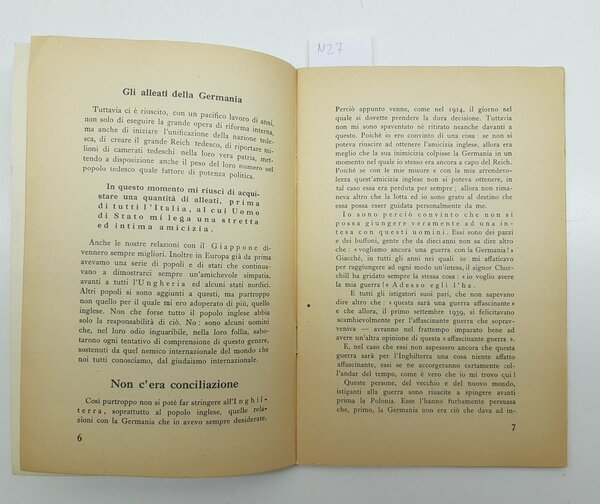 N27
Gli alleati della Germania
Tuttavia ci è riuscito, con un pacifico lavoro di anni,
non solo di eseguire la grande opera di riforma interna,
ma anche di iniziare l'unificazione della nazione tede-
sca, di creare il grande Reich tedesco, di riportare mi-
lioni di camerati tedeschi nella loro vera patria, met-
tendo a disposizione anche il peso del loro numero nel
popolo tedesco quale fattore di potenza politica.
In questo momento mi riuscì di acqui-
stare una quantità di alleati, prima
di tutti l'Italia, al cui Uomo
di Stato mi lega una stretta
ed intima amicizia.
Anche le nostre relazioni con il Giappone di-
vennero sempre migliori. Inoltre in Europa già da prima
avevamo una serie di popoli e di stati che continua-
vano a dimostrarci sempre un'amichevole simpatia,
avanti a tutti l'Ungheria ed alcuni stati nordici.
Altri popoli si sono aggiunti a questi, ma purtroppo
non quello per il quale mi ero adoperato di più, quello
inglese. Non che forse tutto il popolo inglese abbia
solo la responsabilità di ciò. No: sono alcuni uomini
che, nel loro odio inguaribile, nella loro follia, sabo-
tarono ogni tentativo di comprensione di questo genere,
sostenuti da quel nemico internazionale del mondo che
noi tutti conosciamo, dal giudaismo internazionale.
Non c'era conciliazione
Così purtroppo non si potè far stringere all'Inghil-
terra, soprattutto al popolo inglese, quelle rela-
zioni con la Germania che io avevo sempre desiderate.
6
Perciò appunto venne, come nel 1914, il giorno nel
quale si dovette prendere la dura decisione. Tuttavia
non mi sono spaventato nè ritirato neanche davanti a
questo. Poichè io ero convinto di una cosa: se non si
poteva riuscire ad ottenere l'amicizia inglese, allora era
meglio che la sua inimicizia colpisse la Germania in un
momento nel quale io stesso ero ancora a capo del Reich.
Poichè se con le mie misure e con la mia arrendevo-
lezza quest'amicizia inglese non si poteva ottenere, in
tal caso essa era perduta per sempre; allora non rimane-
va altro che la lotta ed io sono grato al destino che
essa possa esser guidata personalmente da me.
Io sono perciò convinto che non si
possa giungere veramente ad una in-
tesa con questi uomini. Essi sono dei pazzi
e dei buffoni, gente che da dieci anni non sa dire altro
che: «vogliamo ancora una guerra con la Germania!»
Giacchè, in tutti quegli anni nei quali io mi affaticavo
per raggiungere ad ogni modo un'intesa, il signor Chur-
chill ha gridato sempre la stessa cosa: «io voglio avere
la mia guerra!» Adesso egli l'ha.
E tutti gli istigatori suoi pari, che non sapevano
dire altro che: «questa sarà una guerra affascinante»
e che allora, il primo settembre 1939, si felicitavano
scambievolmente per l'affascinante guerra che soprav-
veniva — avranno nel frattempo imparato bene ad
avere un'altra opinione di questa «affascinante guerra».
E, nel caso che essi non sapessero ancora che questa
guerra sarà per l'Inghilterra una cosa niente affatto
affascinante, essi se ne accorgeranno certamente col-
l'andar del tempo, come è vero che io mi trovo qui!
Queste persone, del vecchio e del nuovo mondo,
istiganti alla guerra sono riuscite a spingere avanti
prima la Polonia. Esse l'hanno furbamente persuasa
che, primo, la Germania non era ciò che dava ad in-
7